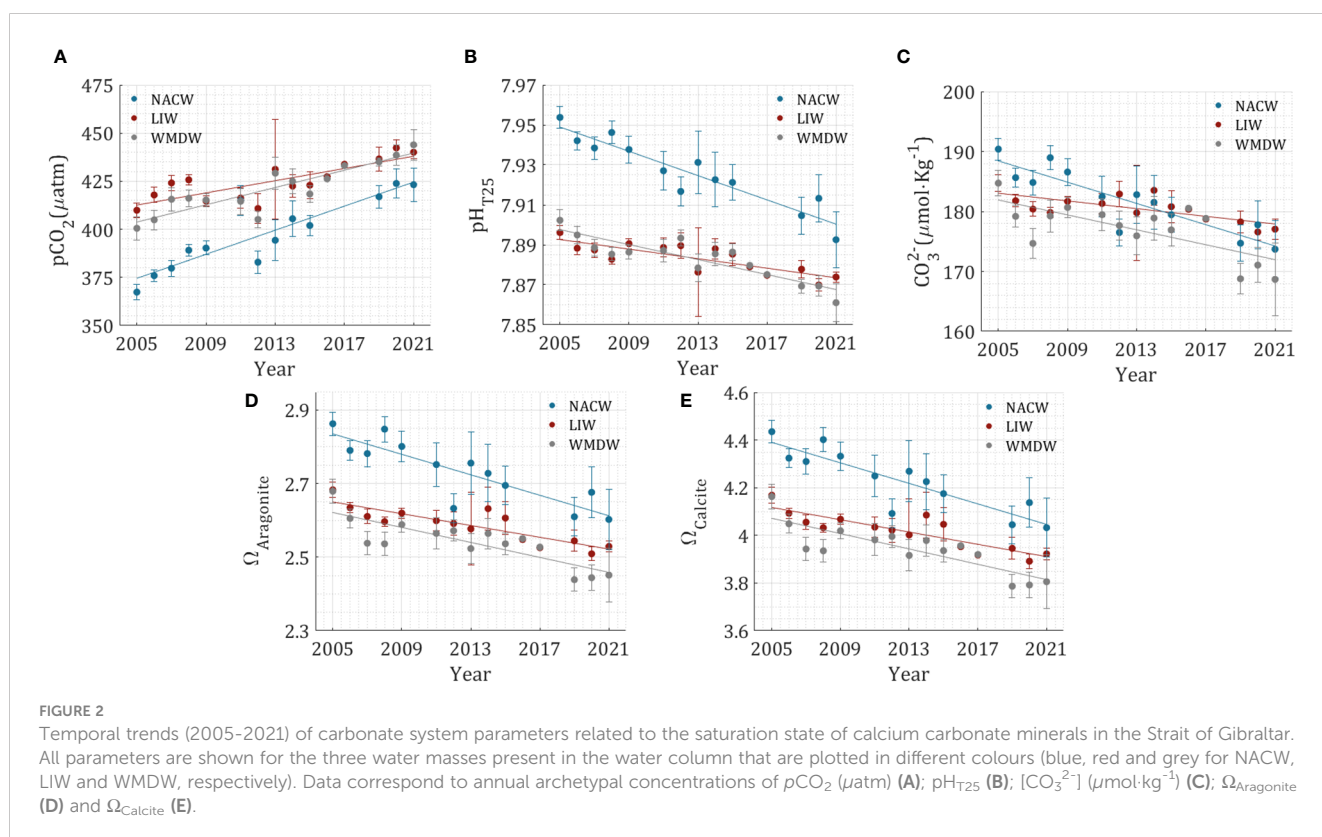 A
pCO2(µatm)
475
450
425
400
375
350
2005 2009 2013 2017 2021
Year
NACW
LIW
WMDW
B
pHT25
7.97
7.95
7.93
7.91
7.89
7.87
7.85
2005 2009 2013 2017 2021
Year
NACW
LIW
WMDW
C
CO3^2-(µmol·Kg^-1)
200
190
180
170
160
2005 2009 2013 2017 2021
Year
NACW
LIW
WMDW
D
ΩAragonite
2.9
2.7
2.5
2.3
2005 2009 2013 2017 2021
Year
NACW
LIW
WMDW
E
ΩCalcite
4.6
4.4
4.2
4
3.8
3.6
2005 2009 2013 2017 2021
Year
NACW
LIW
WMDW
FIGURE 2
Temporal trends (2005-2021) of carbonate system parameters related to the saturation state of calcium carbonate minerals in the Strait of Gibraltar.
All parameters are shown for the three water masses present in the water column that are plotted in different colours (blue, red and grey for NACW,
LIW and WMDW, respectively). Data correspond to annual archetypal concentrations of pCO2 (µatm) (A); pHT25 (B); [CO3^2-] (µmol·kg^-1) (C); ΩAragonite
(D) and ΩCalcite (E).